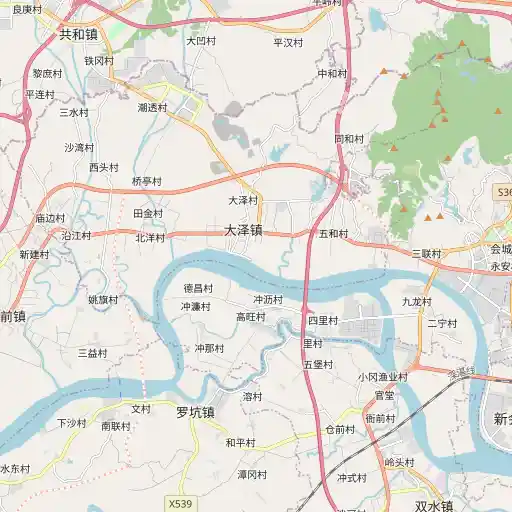 良庚村
平岭村
共和镇
大凹村
平汉村
铁冈村
黎庶村
中和村
平连村
潮透村
三水村
同和村
沙湾村
西头村
桥亭村
S36
大泽村
庙边村
田金村
大泽镇
沿江村
北洋村
五和村
会城
新建村
三联村
永安
德昌村
姚旗村
冲沥村
九龙村
冲濂村
前镇
高旺村
四里村
二宁村
里村
三益村
冲那村
五堡村
小冈渔业村
官堂
溶村
文村
罗坑镇
下沙村
衙前村
新会
南联村
仓前村
和平村
水东村
岭头村
潭冈村
冲式村
X539
双水镇